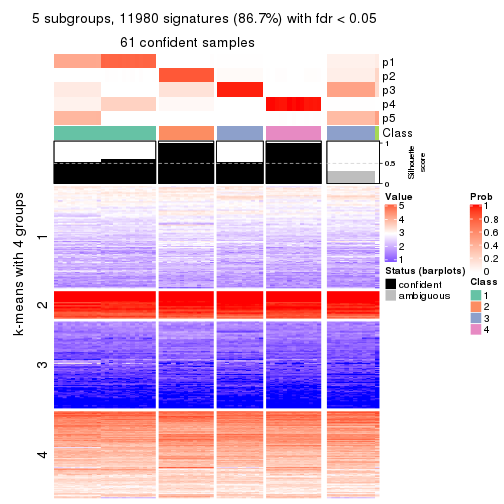 5 subgroups, 11980 signatures (86.7%) with fdr < 0.05
61 confident samples
p1
p2
p3
p4
p5
Class
1
0.5
0
Silhouette
score
k-means with 4 groups
1
2
3
4
Value
5
4
3
2
1
Status (barplots)
confident
ambiguous
Prob
1
0.8
0.6
0.4
0.2
0
Class
1
2
3
4